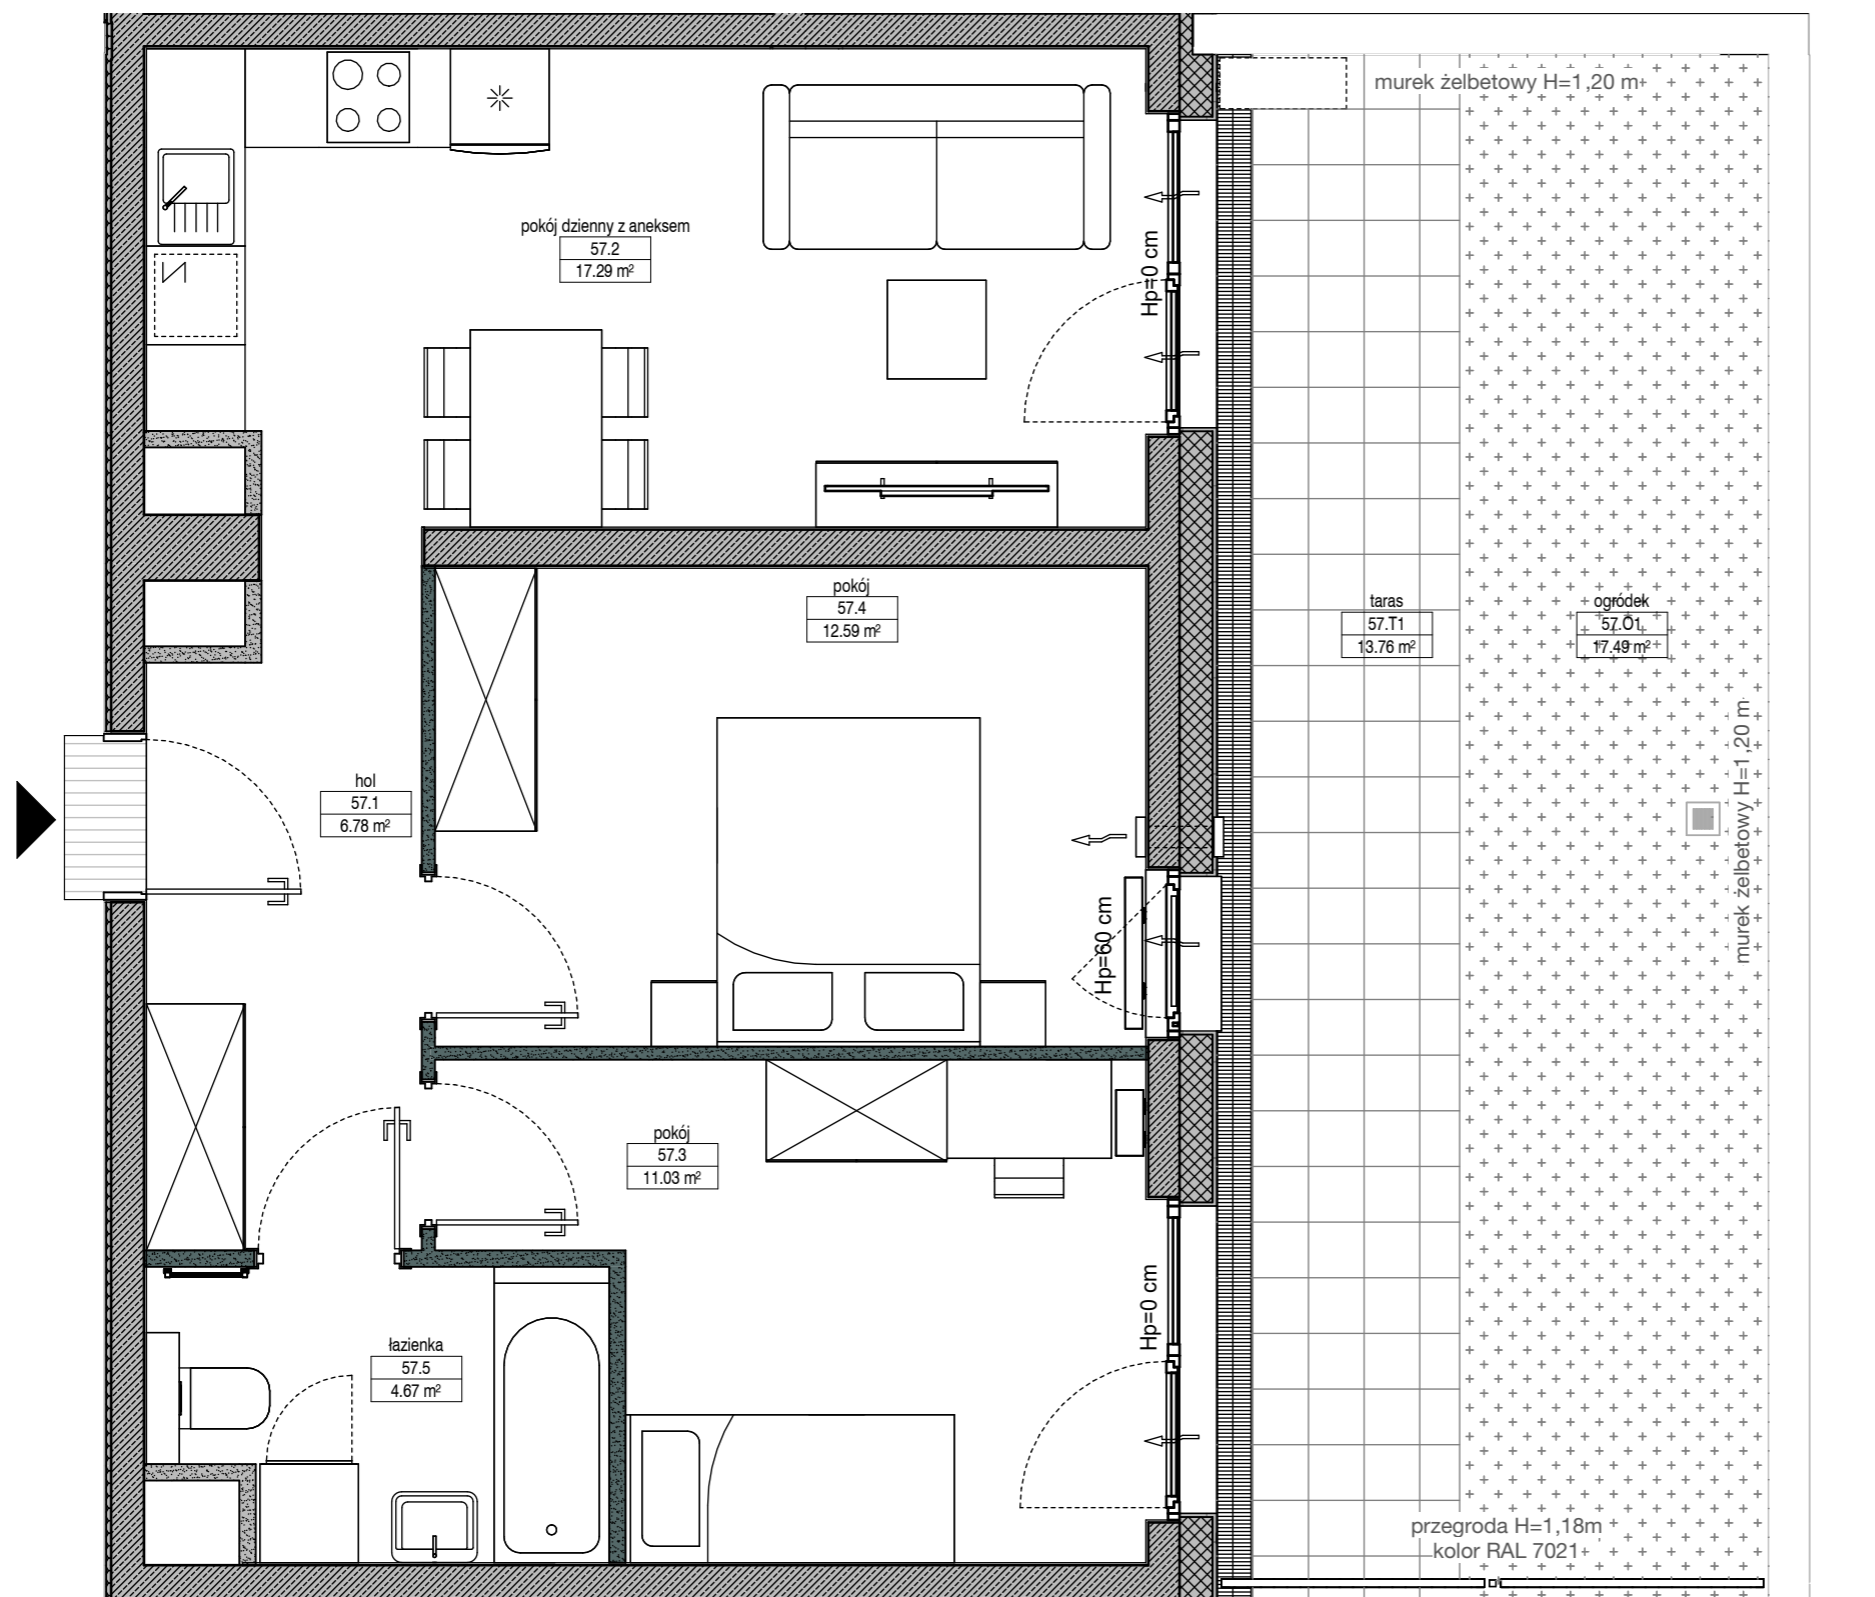 murek żelbetowy H=1,20 m
pokój dzienny z aneksem
57.2
17.29 m²
Hp=0 cm
pokój
57.4
12.59 m²
taras
57.T1
13.76 m²
ogródek
57.O1
17.49 m²
murek żelbetowy H=1,20 m
hol
57.1
6.78 m²
Hp=60 cm
pokój
57.3
11.03 m²
Hp=0 cm
łazienka
57.5
4.67 m²
przegroda H=1,18m
kolor RAL 7021